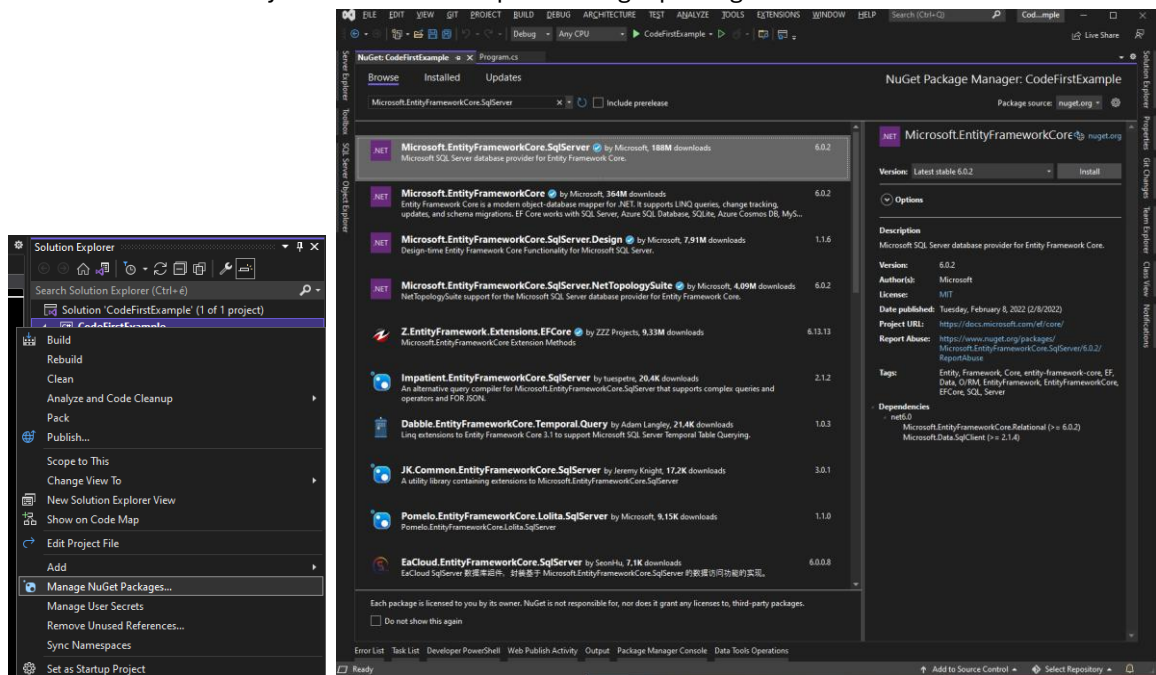 Solution Explorer
Search Solution Explorer (Ctrl+é)
Solution 'CodeFirstExample' (1 of 1 project)
CodeFirstExample
Build
Rebuild
Clean
Analyze and Code Cleanup
Pack
Publish...
Scope to This
Change View To
New Solution Explorer View
Show on Code Map
Edit Project File
Add
Manage NuGet Packages...
Manage User Secrets
Remove Unused References...
Sync Namespaces
Set as Startup Project
FILE EDIT VIEW GIT PROJECT BUILD DEBUG ARCHITECTURE TEST ANALYZE TOOLS EXTENSIONS WINDOW HELP Search (Ctrl+Q) Cod...mple
Debug Any CPU CodeFirstExample Live Share
NuGet: CodeFirstExample Program.cs
Server Explorer
Toolbox
SQL Server Object Explorer
Browse Installed Updates NuGet Package Manager: CodeFirstExample
Microsoft.EntityFrameworkCore.SqlServer Include prerelease Package source: nuget.org
.NET Microsoft.EntityFrameworkCore.SqlServer by Microsoft, 188M downloads 6.0.2
Microsoft SQL Server database provider for Entity Framework Core.
.NET Microsoft.EntityFrameworkCore by Microsoft, 364M downloads 6.0.2
Entity Framework Core is a modern object-database mapper for .NET. It supports LINQ queries, change tracking,
updates, and schema migrations. EF Core works with SQL Server, Azure SQL Database, SQLite, Azure Cosmos DB, MyS...
.NET Microsoft.EntityFrameworkCore.SqlServer.Design by Microsoft, 7,91M downloads 1.1.6
Design-time Entity Framework Core Functionality for Microsoft SQL Server.
.NET Microsoft.EntityFrameworkCore.SqlServer.NetTopologySuite by Microsoft, 4,09M downloads 6.0.2
NetTopologySuite support for the Microsoft SQL Server database provider for Entity Framework Core.
Z.EntityFramework.Extensions.EFCore by ZZZ Projects, 9,33M downloads 6.13.13
Microsoft.EntityFrameworkCore Extension Methods
Impatient.EntityFrameworkCore.SqlServer by tuespetre, 20,4K downloads 2.1.2
An alternative query compiler for Microsoft.EntityFrameworkCore.SqlServer that supports complex queries and
operators and FOR JSON.
Dabble.EntityFrameworkCore.Temporal.Query by Adam Langley, 21,4K downloads 1.0.3
Linq extensions to Entity Framework Core 3.1 to support Microsoft SQL Server Temporal Table Querying.
JK.Common.EntityFrameworkCore.SqlServer by Jeremy Knight, 17,2K downloads 3.0.1
A utility library containing extensions to Microsoft.EntityFrameworkCore.SqlServer
Pomelo.EntityFrameworkCore.Lolita.SqlServer by Microsoft, 9,15K downloads 1.1.0
Pomelo.EntityFrameworkCore.Lolita.SqlServer
EaCloud.EntityFrameworkCore.SqlServer by SeonHu, 7,1K downloads 6.0.0.8
EaCloud SqlServer 数据库组件，封装基于 Microsoft.EntityFrameworkCore.SqlServer 的数据访问功能的实现。
Each package is licensed to you by its owner. NuGet is not responsible for, nor does it grant any licenses to, third-party packages.
Do not show this again
.NET Microsoft.EntityFrameworkCore nuget.org
Version: Latest stable 6.0.2 Install
Options
Description
Microsoft SQL Server database provider for Entity Framework Core.
Version: 6.0.2
Author(s): Microsoft
License: MIT
Date published: Tuesday, February 8, 2022 (2/8/2022)
Project URL: https://docs.microsoft.com/ef/core/
Report Abuse: https://www.nuget.org/packages/
Microsoft.EntityFrameworkCore.SqlServer/6.0.2/
ReportAbuse
Tags: Entity, Framework, Core, entity-framework-core, EF,
Data, O/RM, EntityFramework, EntityFrameworkCore,
EFCore, SQL, Server
Dependencies
net6.0
Microsoft.EntityFrameworkCore.Relational (>= 6.0.2)
Microsoft.Data.SqlClient (>= 2.1.4)
Solution Explorer
Properties
Git Changes
Team Explorer
Class View
Notifications
Error List Task List Developer PowerShell Web Publish Activity Output Package Manager Console Data Tools Operations
Ready Add to Source Control Select Repository